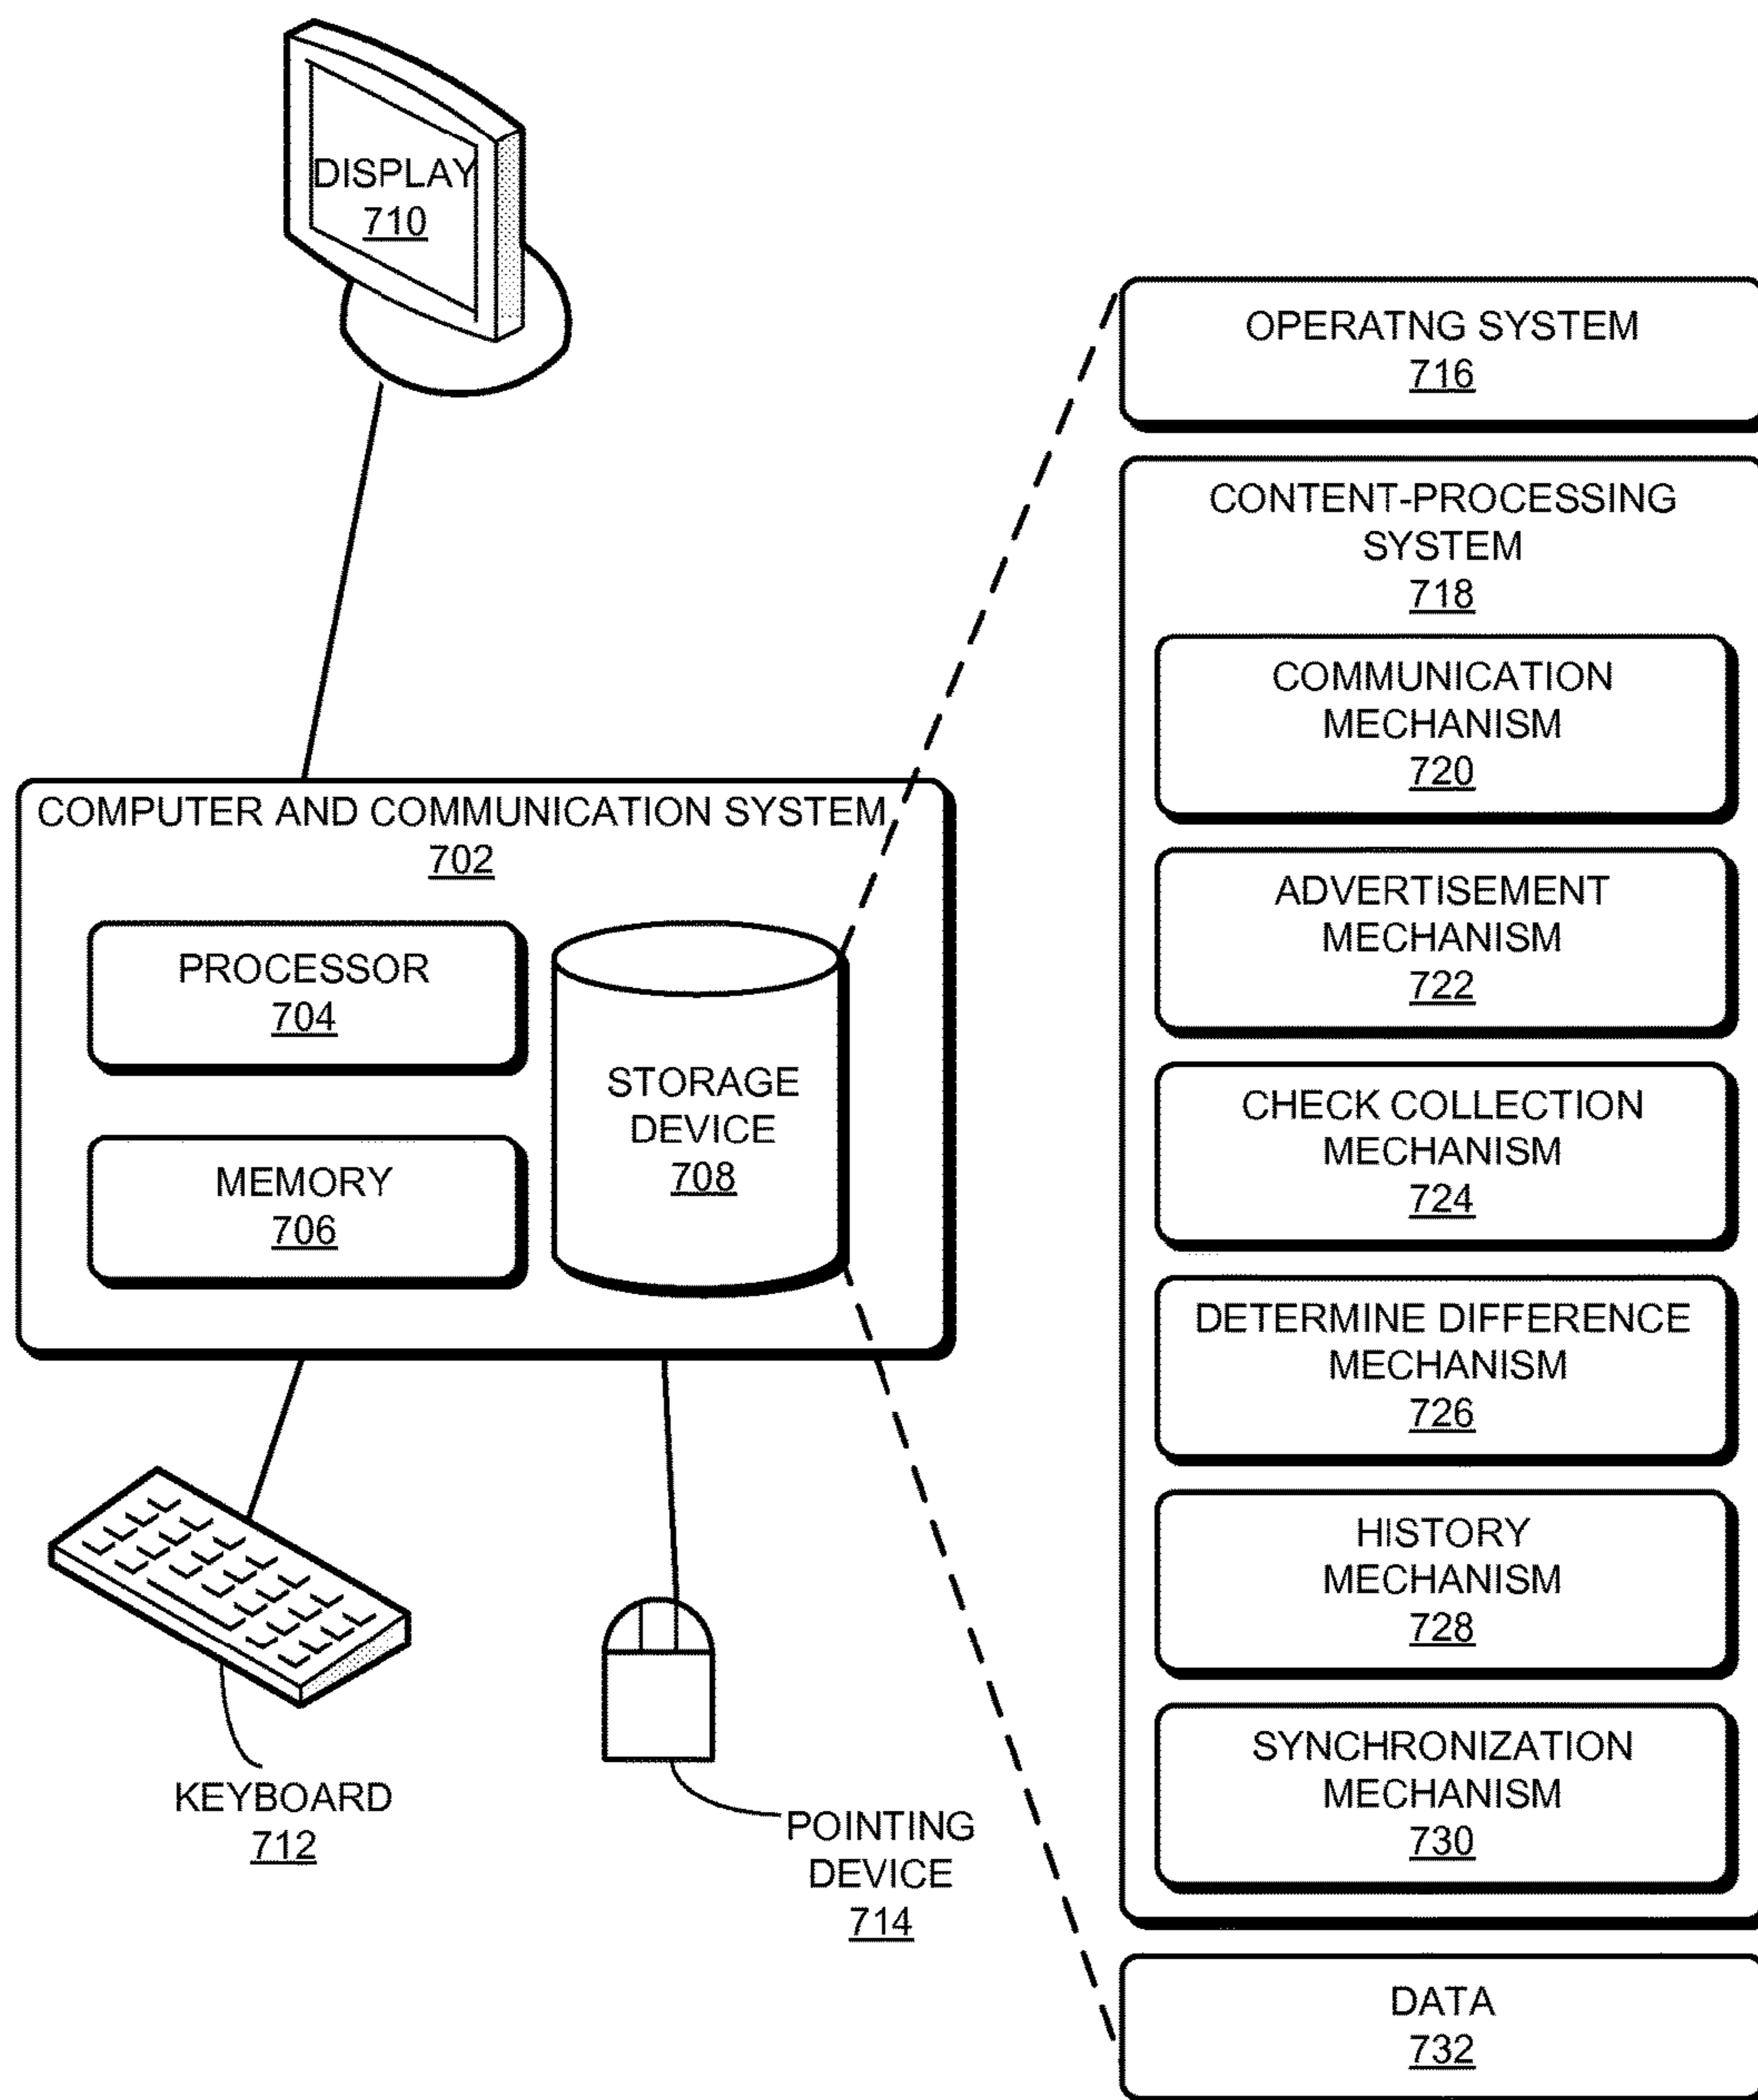 DISPLAY
710
COMPUTER AND COMMUNICATION SYSTEM
702
PROCESSOR
704
MEMORY
706
STORAGE
DEVICE
708
KEYBOARD
712
POINTING
DEVICE
714
OPERATNG SYSTEM
716
CONTENT-PROCESSING
SYSTEM
718
COMMUNICATION
MECHANISM
720
ADVERTISEMENT
MECHANISM
722
CHECK COLLECTION
MECHANISM
724
DETERMINE DIFFERENCE
MECHANISM
726
HISTORY
MECHANISM
728
SYNCHRONIZATION
MECHANISM
730
DATA
732